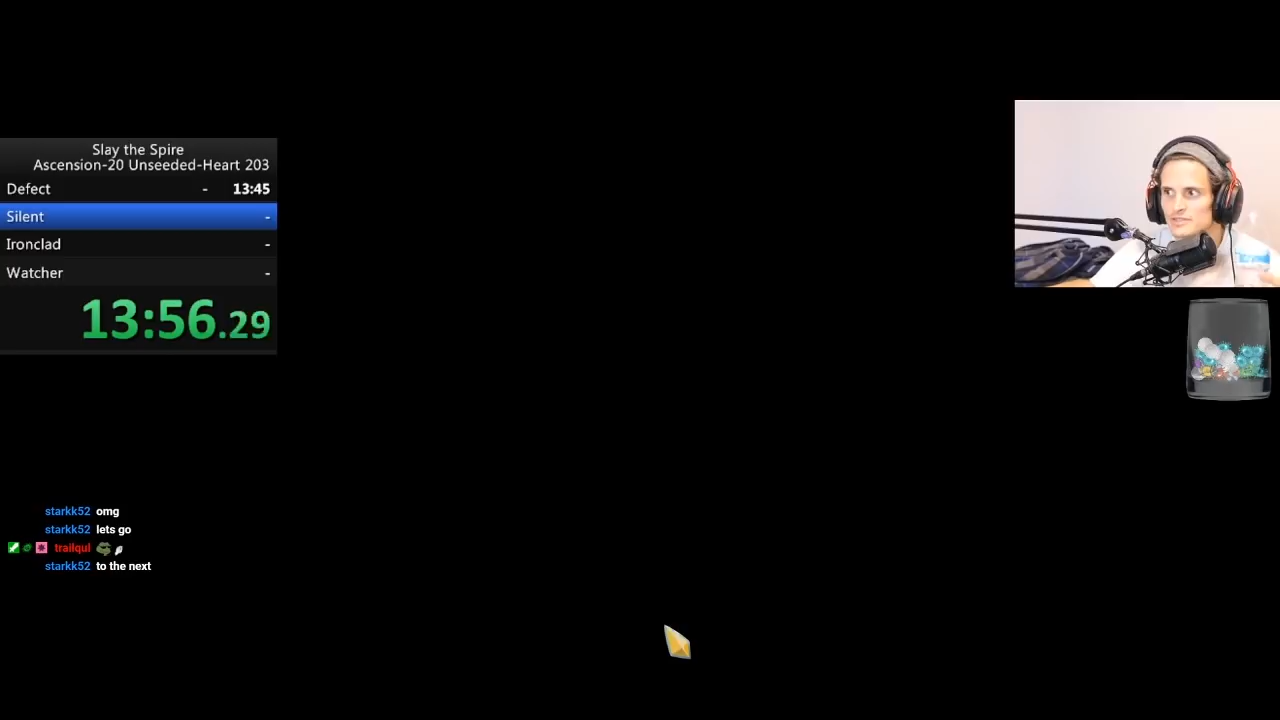 Slay the Spire
Ascension-20 Unseeded-Heart 203
Defect - 13:45
Silent -
Ironclad -
Watcher -
13:56.29
starkk52 omg
starkk52 lets go
trailqul
starkk52 to the next